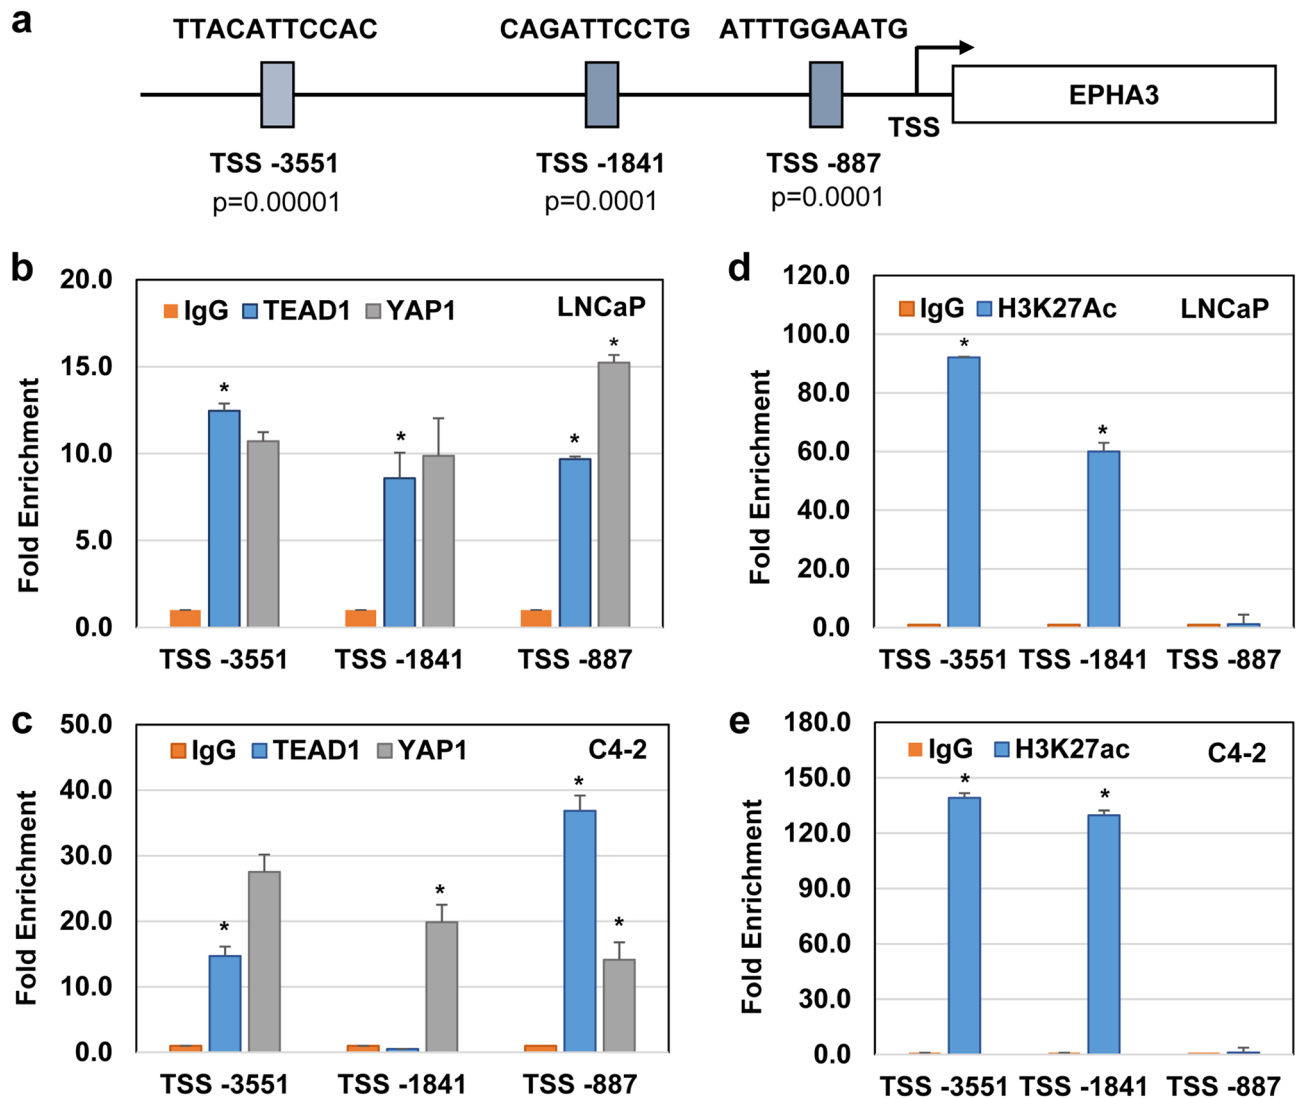 a
TTACATTCCAC CAGATTCCTG ATTTGGAATG
EPHA3
TSS
TSS -3551 TSS -1841 TSS -887
p=0.00001 p=0.0001 p=0.0001
b
20.0
15.0
10.0
5.0
0.0
Fold Enrichment
IgG TEAD1 YAP1 LNCaP
* * * *
TSS -3551 TSS -1841 TSS -887
d
120.0
100.0
80.0
60.0
40.0
20.0
0.0
Fold Enrichment
IgG H3K27Ac LNCaP
* *
TSS -3551 TSS -1841 TSS -887
c
50.0
40.0
30.0
20.0
10.0
0.0
Fold Enrichment
IgG TEAD1 YAP1 C4-2
* * * *
TSS -3551 TSS -1841 TSS -887
e
180.0
150.0
120.0
90.0
60.0
30.0
0.0
Fold Enrichment
IgG H3K27ac C4-2
* *
TSS -3551 TSS -1841 TSS -887